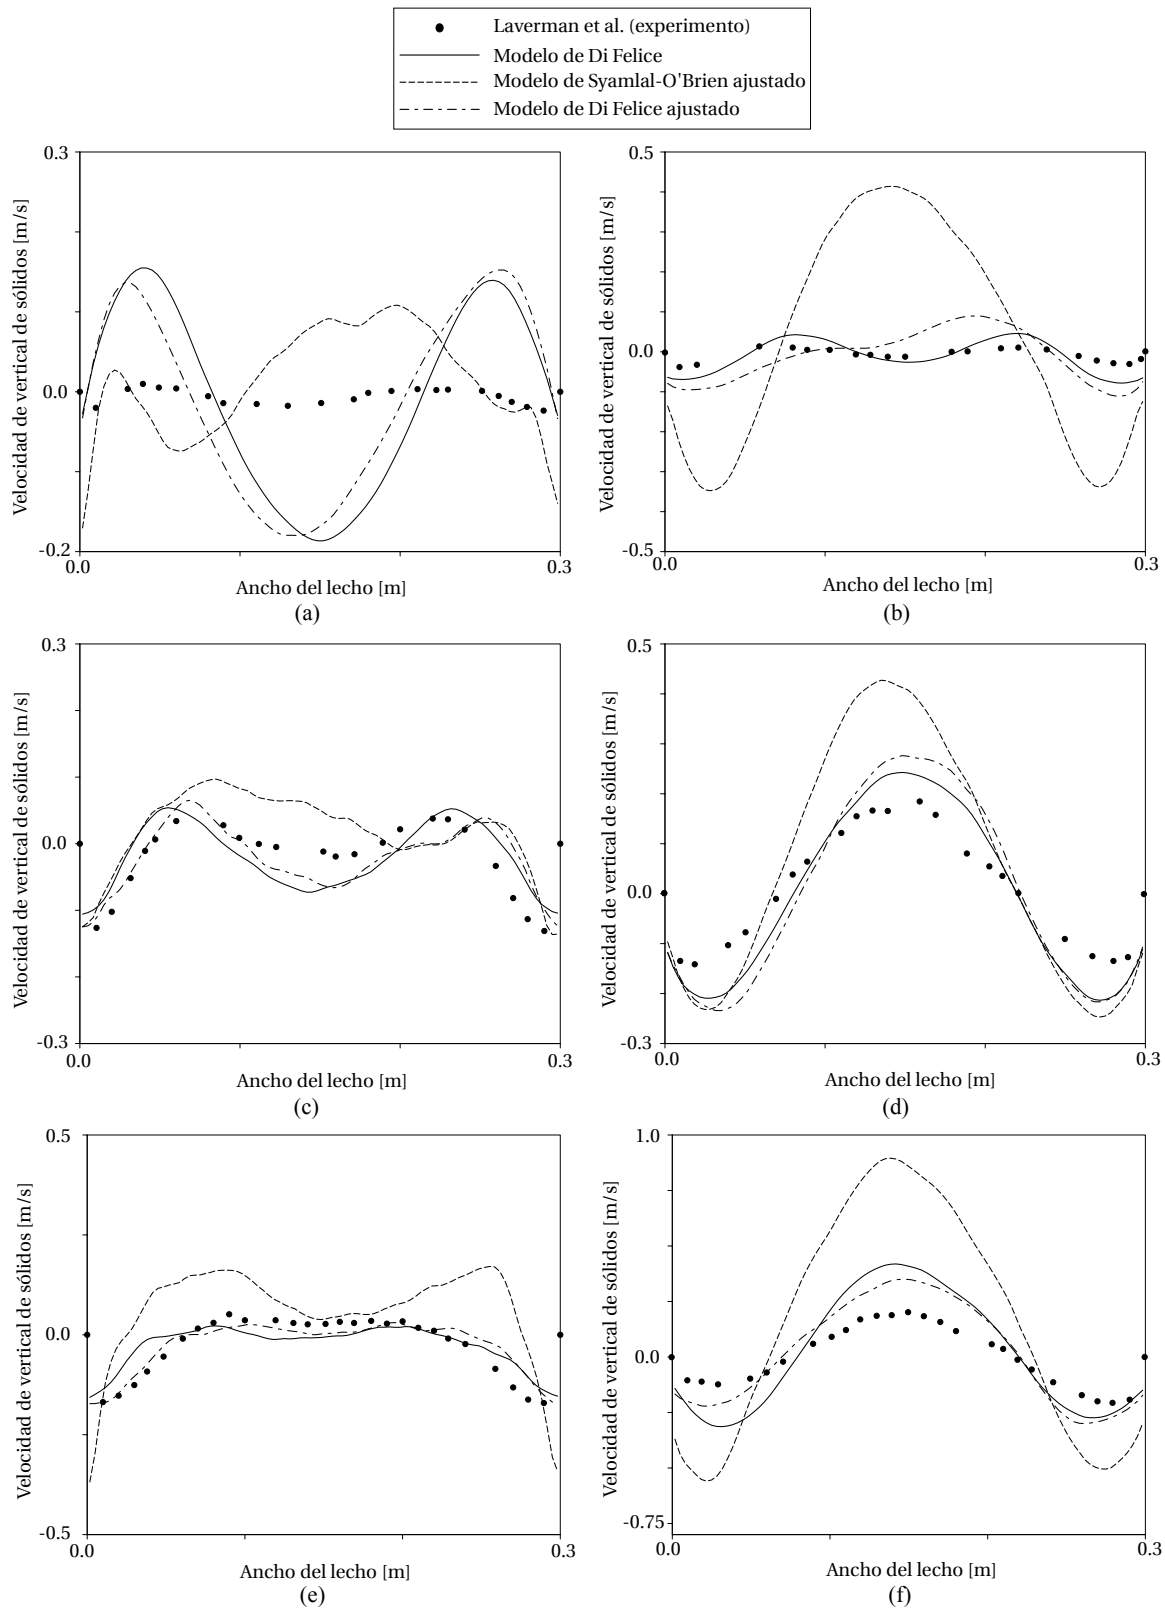 Laverman et al. (experimento)
Modelo de Di Felice
Modelo de Syamlal-O'Brien ajustado
Modelo de Di Felice ajustado
0.3
Velocidad de vertical de sólidos [m/s]
0.0
-0.2
0.0
0.3
Ancho del lecho [m]
(a)
0.5
Velocidad de vertical de sólidos [m/s]
0.0
-0.5
0.0
0.3
Ancho del lecho [m]
(b)
0.3
Velocidad de vertical de sólidos [m/s]
0.0
-0.3
0.0
0.3
Ancho del lecho [m]
(c)
0.5
Velocidad de vertical de sólidos [m/s]
0.0
-0.3
0.0
0.3
Ancho del lecho [m]
(d)
0.5
Velocidad de vertical de sólidos [m/s]
0.0
-0.5
0.0
0.3
Ancho del lecho [m]
(e)
1.0
Velocidad de vertical de sólidos [m/s]
0.0
-0.75
0.0
0.3
Ancho del lecho [m]
(f)